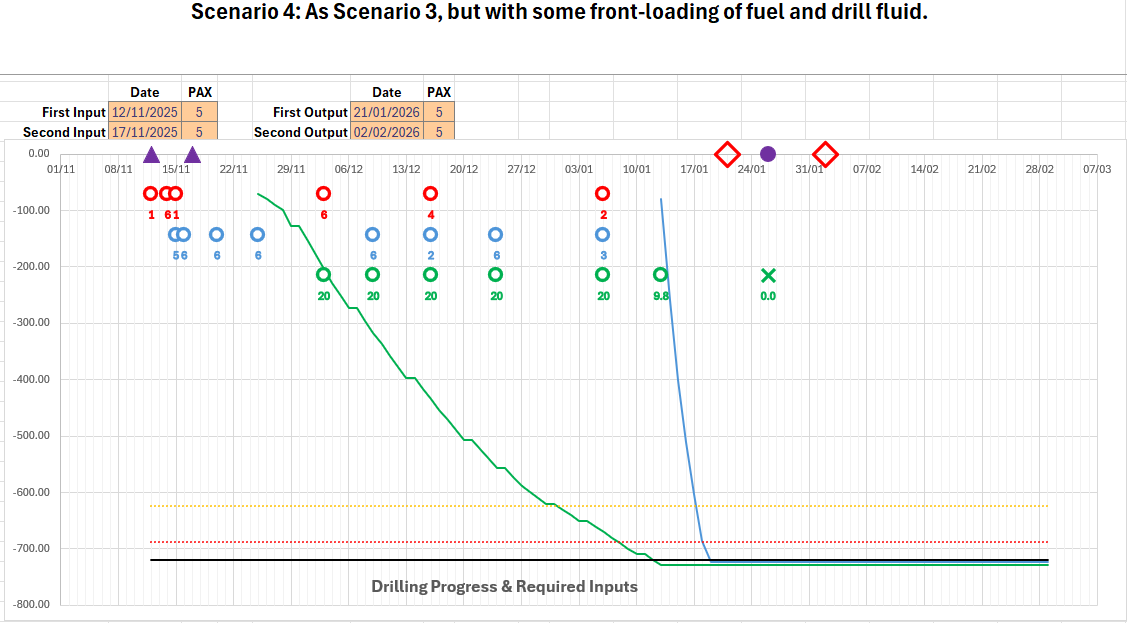 Scenario 4: As Scenario 3, but with some front-loading of fuel and drill fluid.
Date PAX Date PAX
First Input 12/11/2025 5 First Output 21/01/2026 5
Second Input 17/11/2025 5 Second Output 02/02/2026 5
0.00
01/11 08/11 15/11 22/11 29/11 06/12 13/12 20/12 27/12 03/01 10/01 17/01 24/01 31/01 07/02 14/02 21/02 28/02 07/03
-100.00
1 6 1 6 4 2
5 6 6 6 6 2 6 3
-200.00
20 20 20 20 20 9.8 0.0
-300.00
-400.00
-500.00
-600.00
-700.00
Drilling Progress & Required Inputs
-800.00